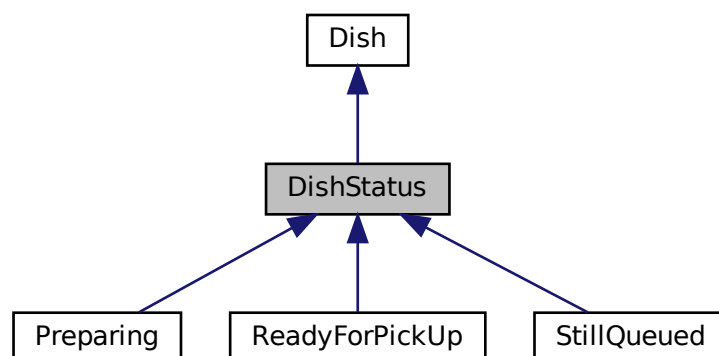 Dish
DishStatus
Preparing
ReadyForPickUp
StillQueued